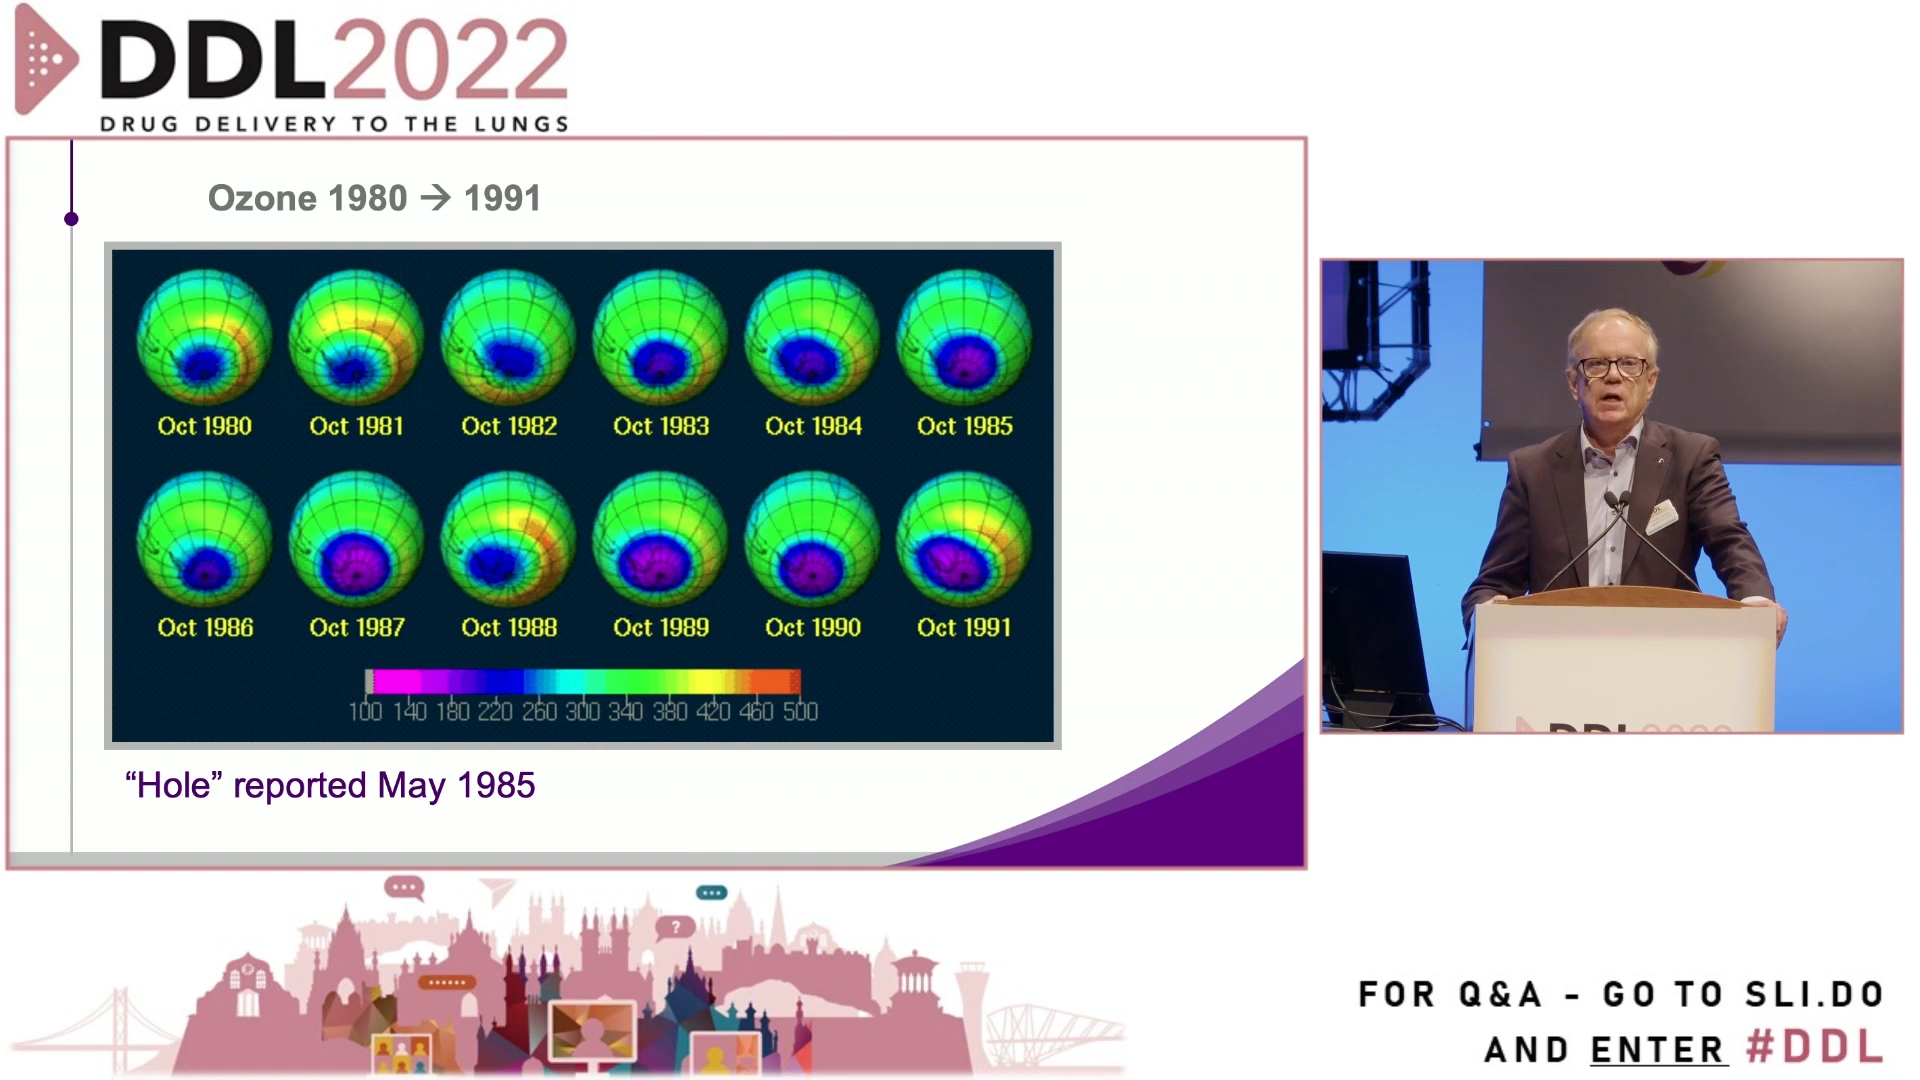 DDL2022
DRUG DELIVERY TO THE LUNGS
Ozone 1980 → 1991
Oct 1980 Oct 1981 Oct 1982 Oct 1983 Oct 1984 Oct 1985
Oct 1986 Oct 1987 Oct 1988 Oct 1989 Oct 1990 Oct 1991
100 140 180 220 260 300 340 380 420 460 500
“Hole” reported May 1985
DDL2022
?
FOR Q&A - GO TO SLI.DO
AND ENTER #DDL